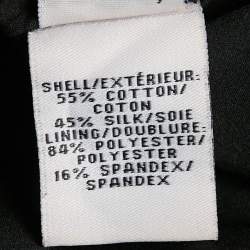 SHELL/EXTÉRIEUR:
55% COTTON/
COTON
45% SILK/SOIE
LINING/DOUBLURE:
84% POLYESTER/
POLYESTER
16% SPANDEX/
SPANDEX